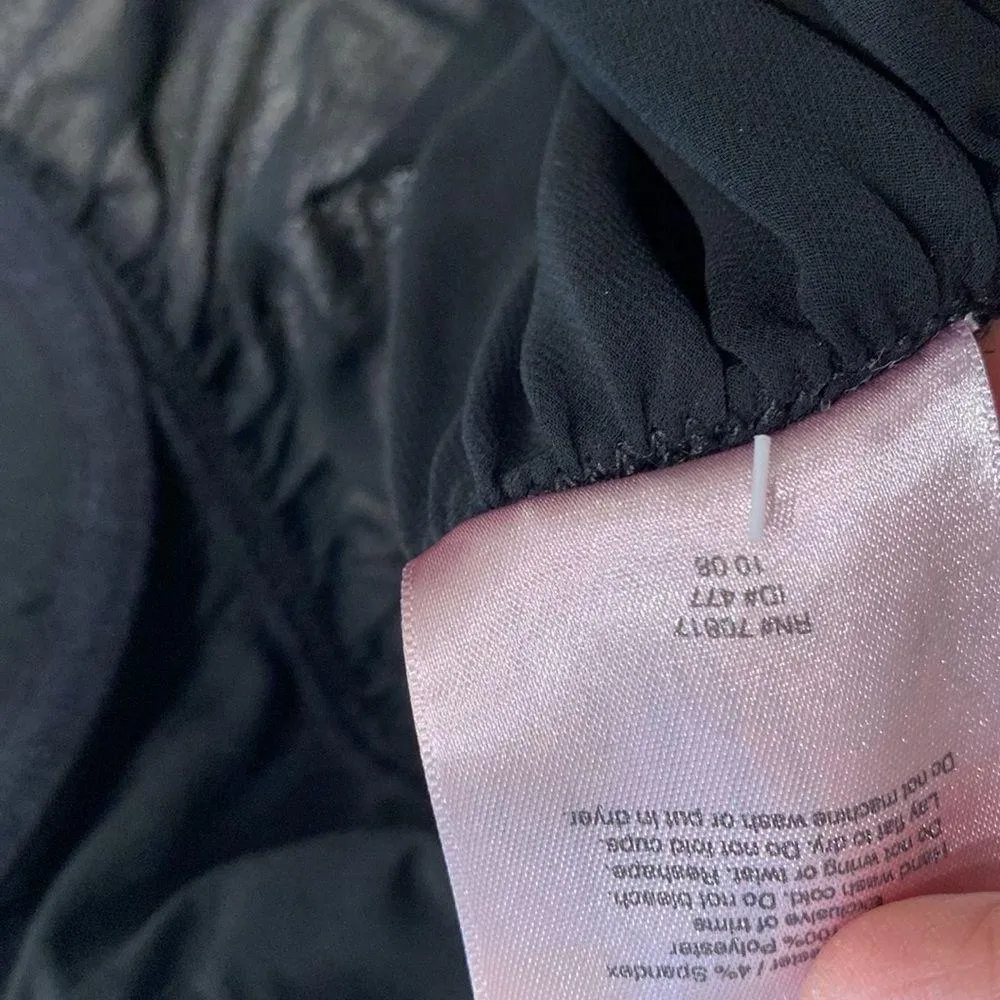 4% Spandex
100% Polyester
Exclusive of trims
Hand wash cold. Do not bleach.
Do not wring or twist. Reshape.
Lay flat to dry. Do not fold cups.
Do not machine wash or put in dryer.
RN# 70817
ID# 477
10 08